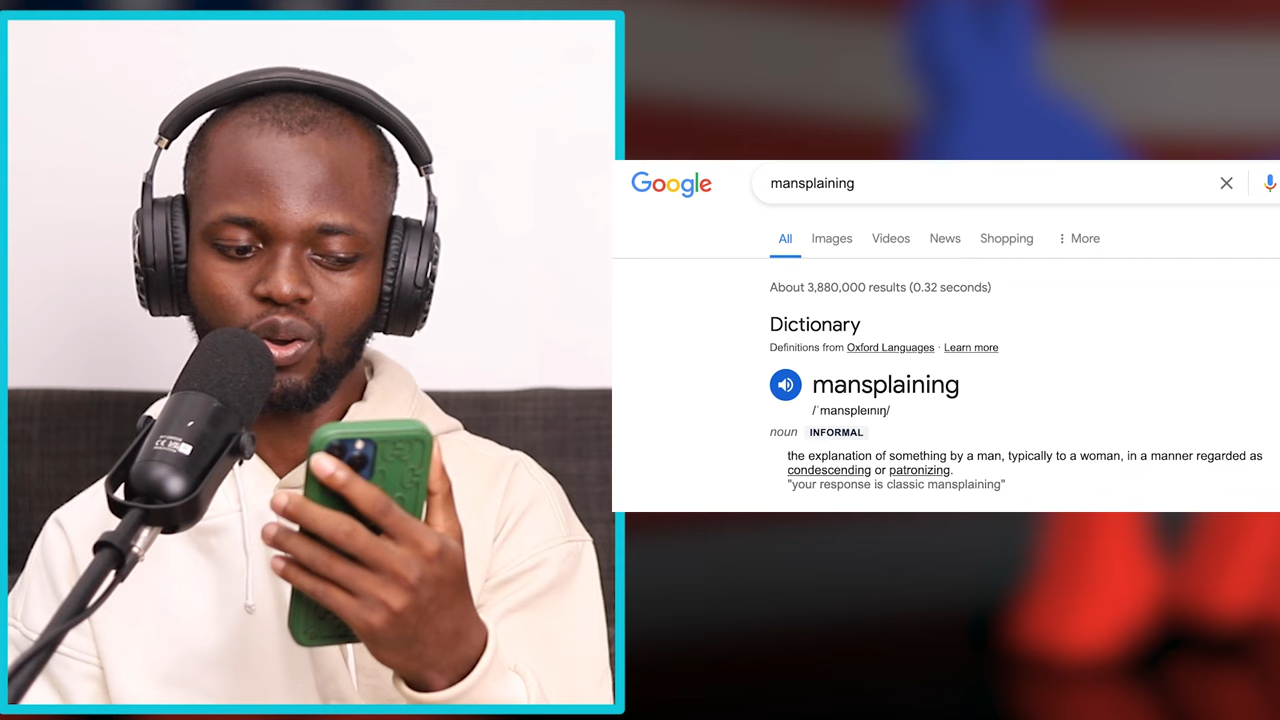 Google
mansplaining
All Images Videos News Shopping More
About 3,880,000 results (0.32 seconds)
Dictionary
Definitions from Oxford Languages · Learn more
mansplaining
/ˈmanspleɪnɪŋ/
noun INFORMAL
the explanation of something by a man, typically to a woman, in a manner regarded as
condescending or patronizing.
"your response is classic mansplaining"